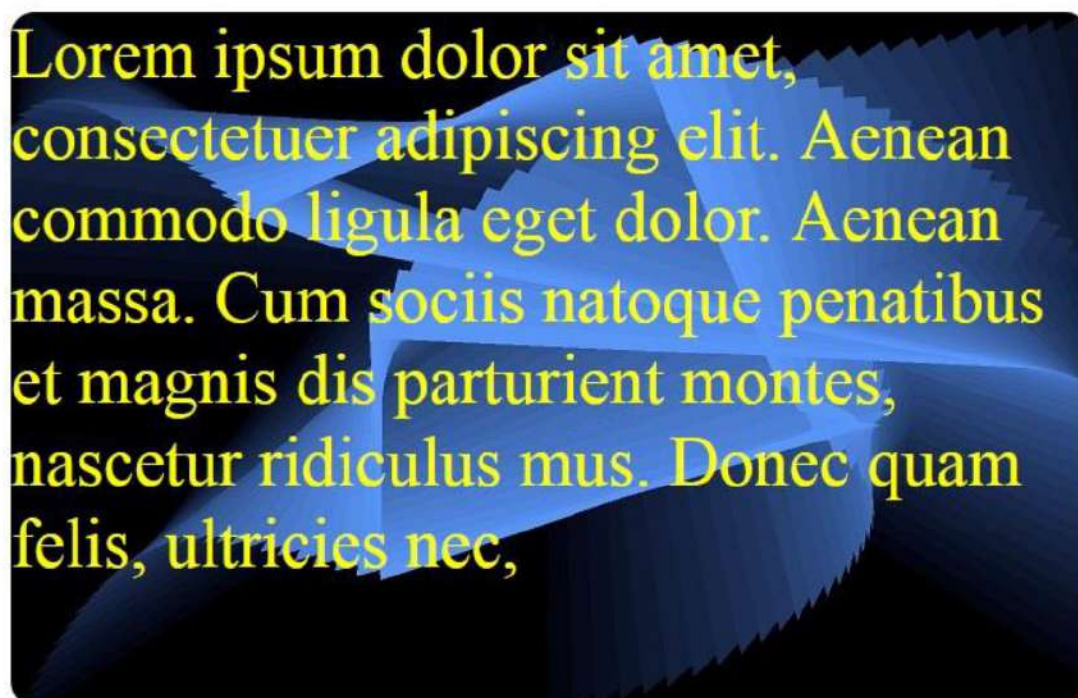 Lorem ipsum dolor sit amet,
consectetuer adipiscing elit. Aenean
commodo ligula eget dolor. Aenean
massa. Cum sociis natoque penatibus
et magnis dis parturient montes,
nascetur ridiculus mus. Donec quam
felis, ultricies nec,